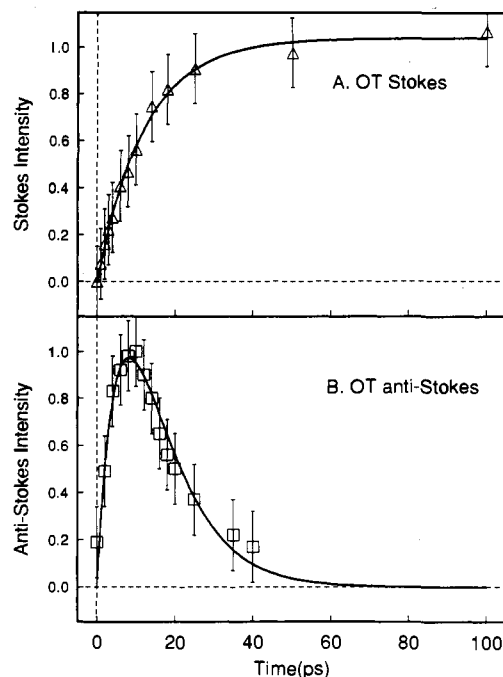 1.0
0.8
0.6
0.4
0.2
0.0
Stokes Intensity
A. OT Stokes
1.0
0.8
0.6
0.4
0.2
0.0
Anti-Stokes Intensity
B. OT anti-Stokes
0 20 40 60 80 100
Time(ps)